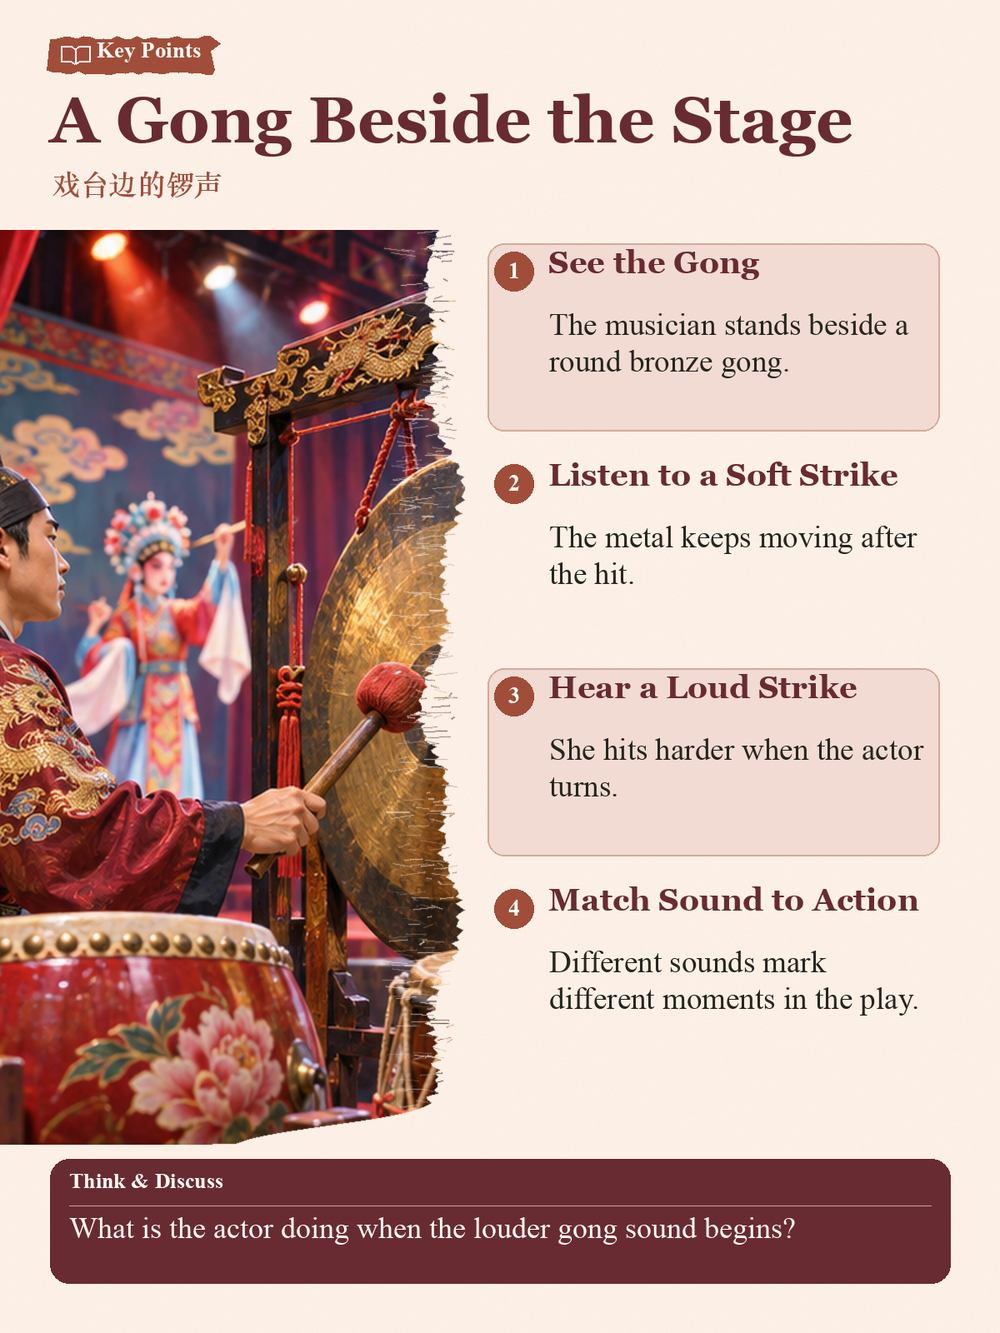 Key Points
A Gong Beside the Stage
戏台边的锣声
1 See the Gong
The musician stands beside a
round bronze gong.
2 Listen to a Soft Strike
The metal keeps moving after
the hit.
3 Hear a Loud Strike
She hits harder when the actor
turns.
4 Match Sound to Action
Different sounds mark
different moments in the play.
Think & Discuss
What is the actor doing when the louder gong sound begins?